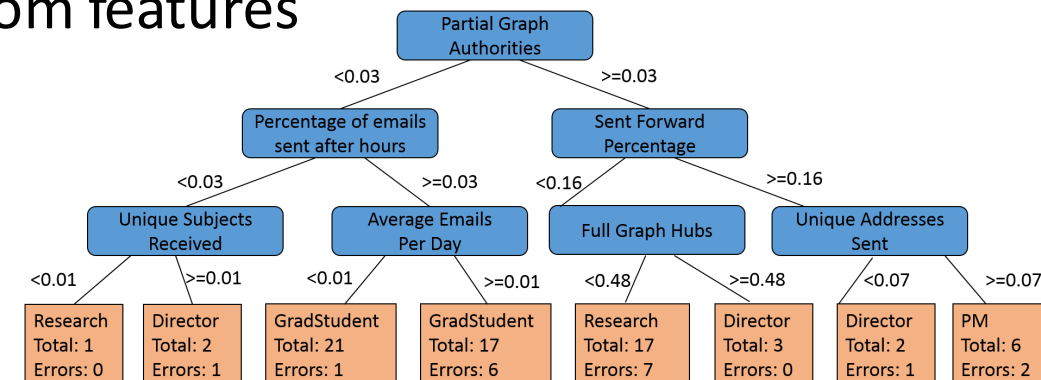 om features
Partial Graph
Authorities
<0.03
>=0.03
Percentage of emails
sent after hours
Sent Forward
Percentage
<0.03
>=0.03
<0.16
>=0.16
Unique Subjects
Received
Average Emails
Per Day
Full Graph Hubs
Unique Addresses
Sent
<0.01
>=0.01
<0.01
>=0.01
<0.48
>=0.48
<0.07
>=0.07
Research
Total: 1
Errors: 0
Director
Total: 2
Errors: 1
GradStudent
Total: 21
Errors: 1
GradStudent
Total: 17
Errors: 6
Research
Total: 17
Errors: 7
Director
Total: 3
Errors: 0
Director
Total: 2
Errors: 1
PM
Total: 6
Errors: 2